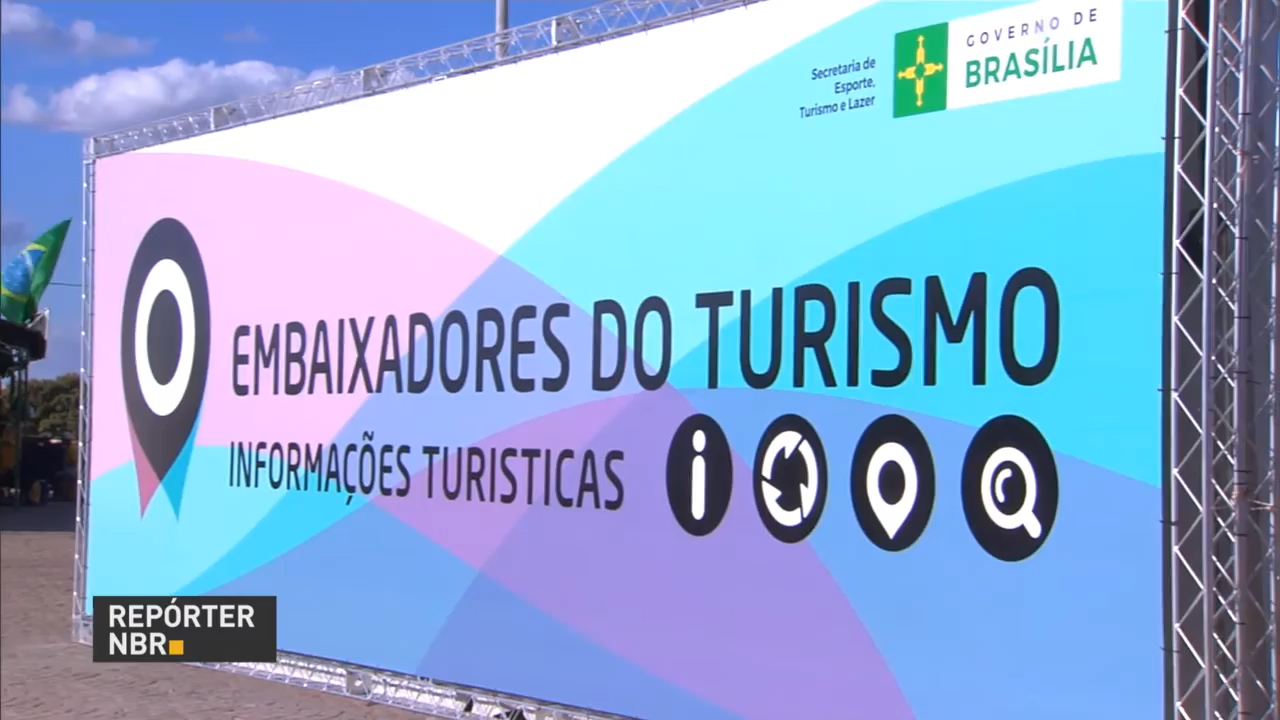 Secretaria de
Esporte,
Turismo e Lazer
GOVERNO DE
BRASÍLIA
EMBAIXADORES DO TURISMO
INFORMAÇÕES TURISTICAS
i
REPÓRTER
NBR